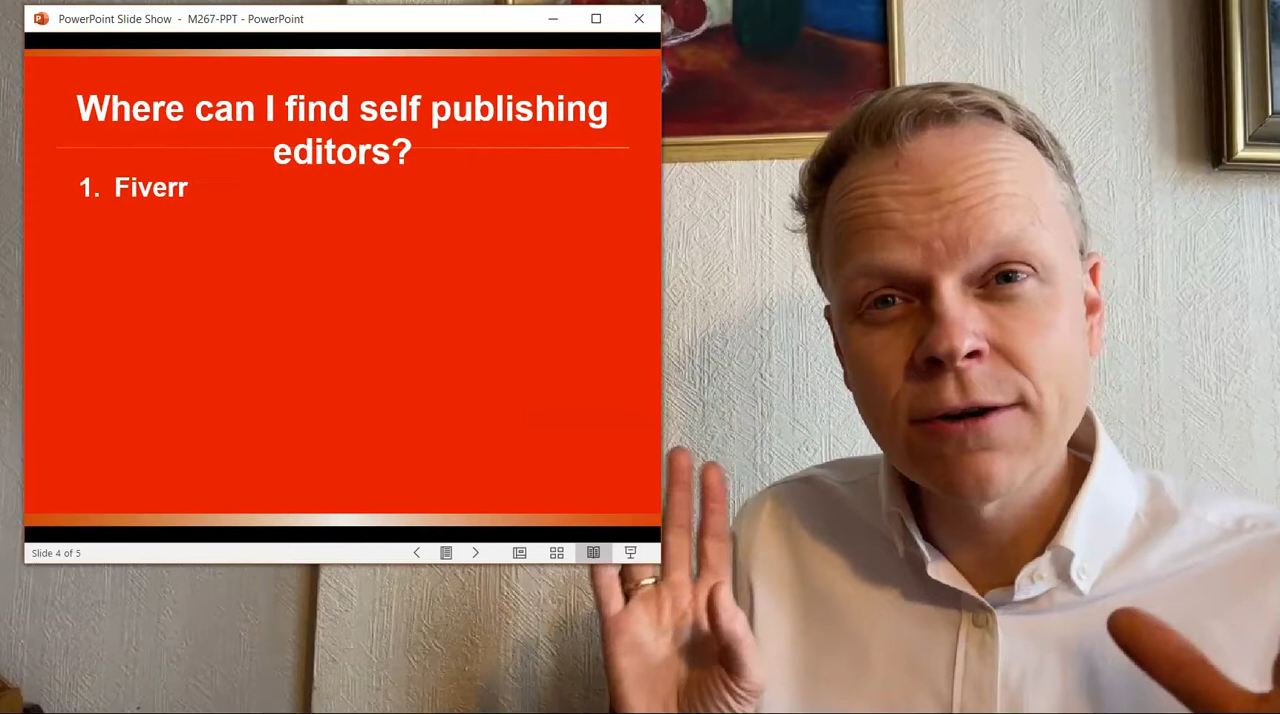 PowerPoint Slide Show - M267-PPT - PowerPoint
Where can I find self publishing
editors?
1. Fiverr
Slide 4 of 5